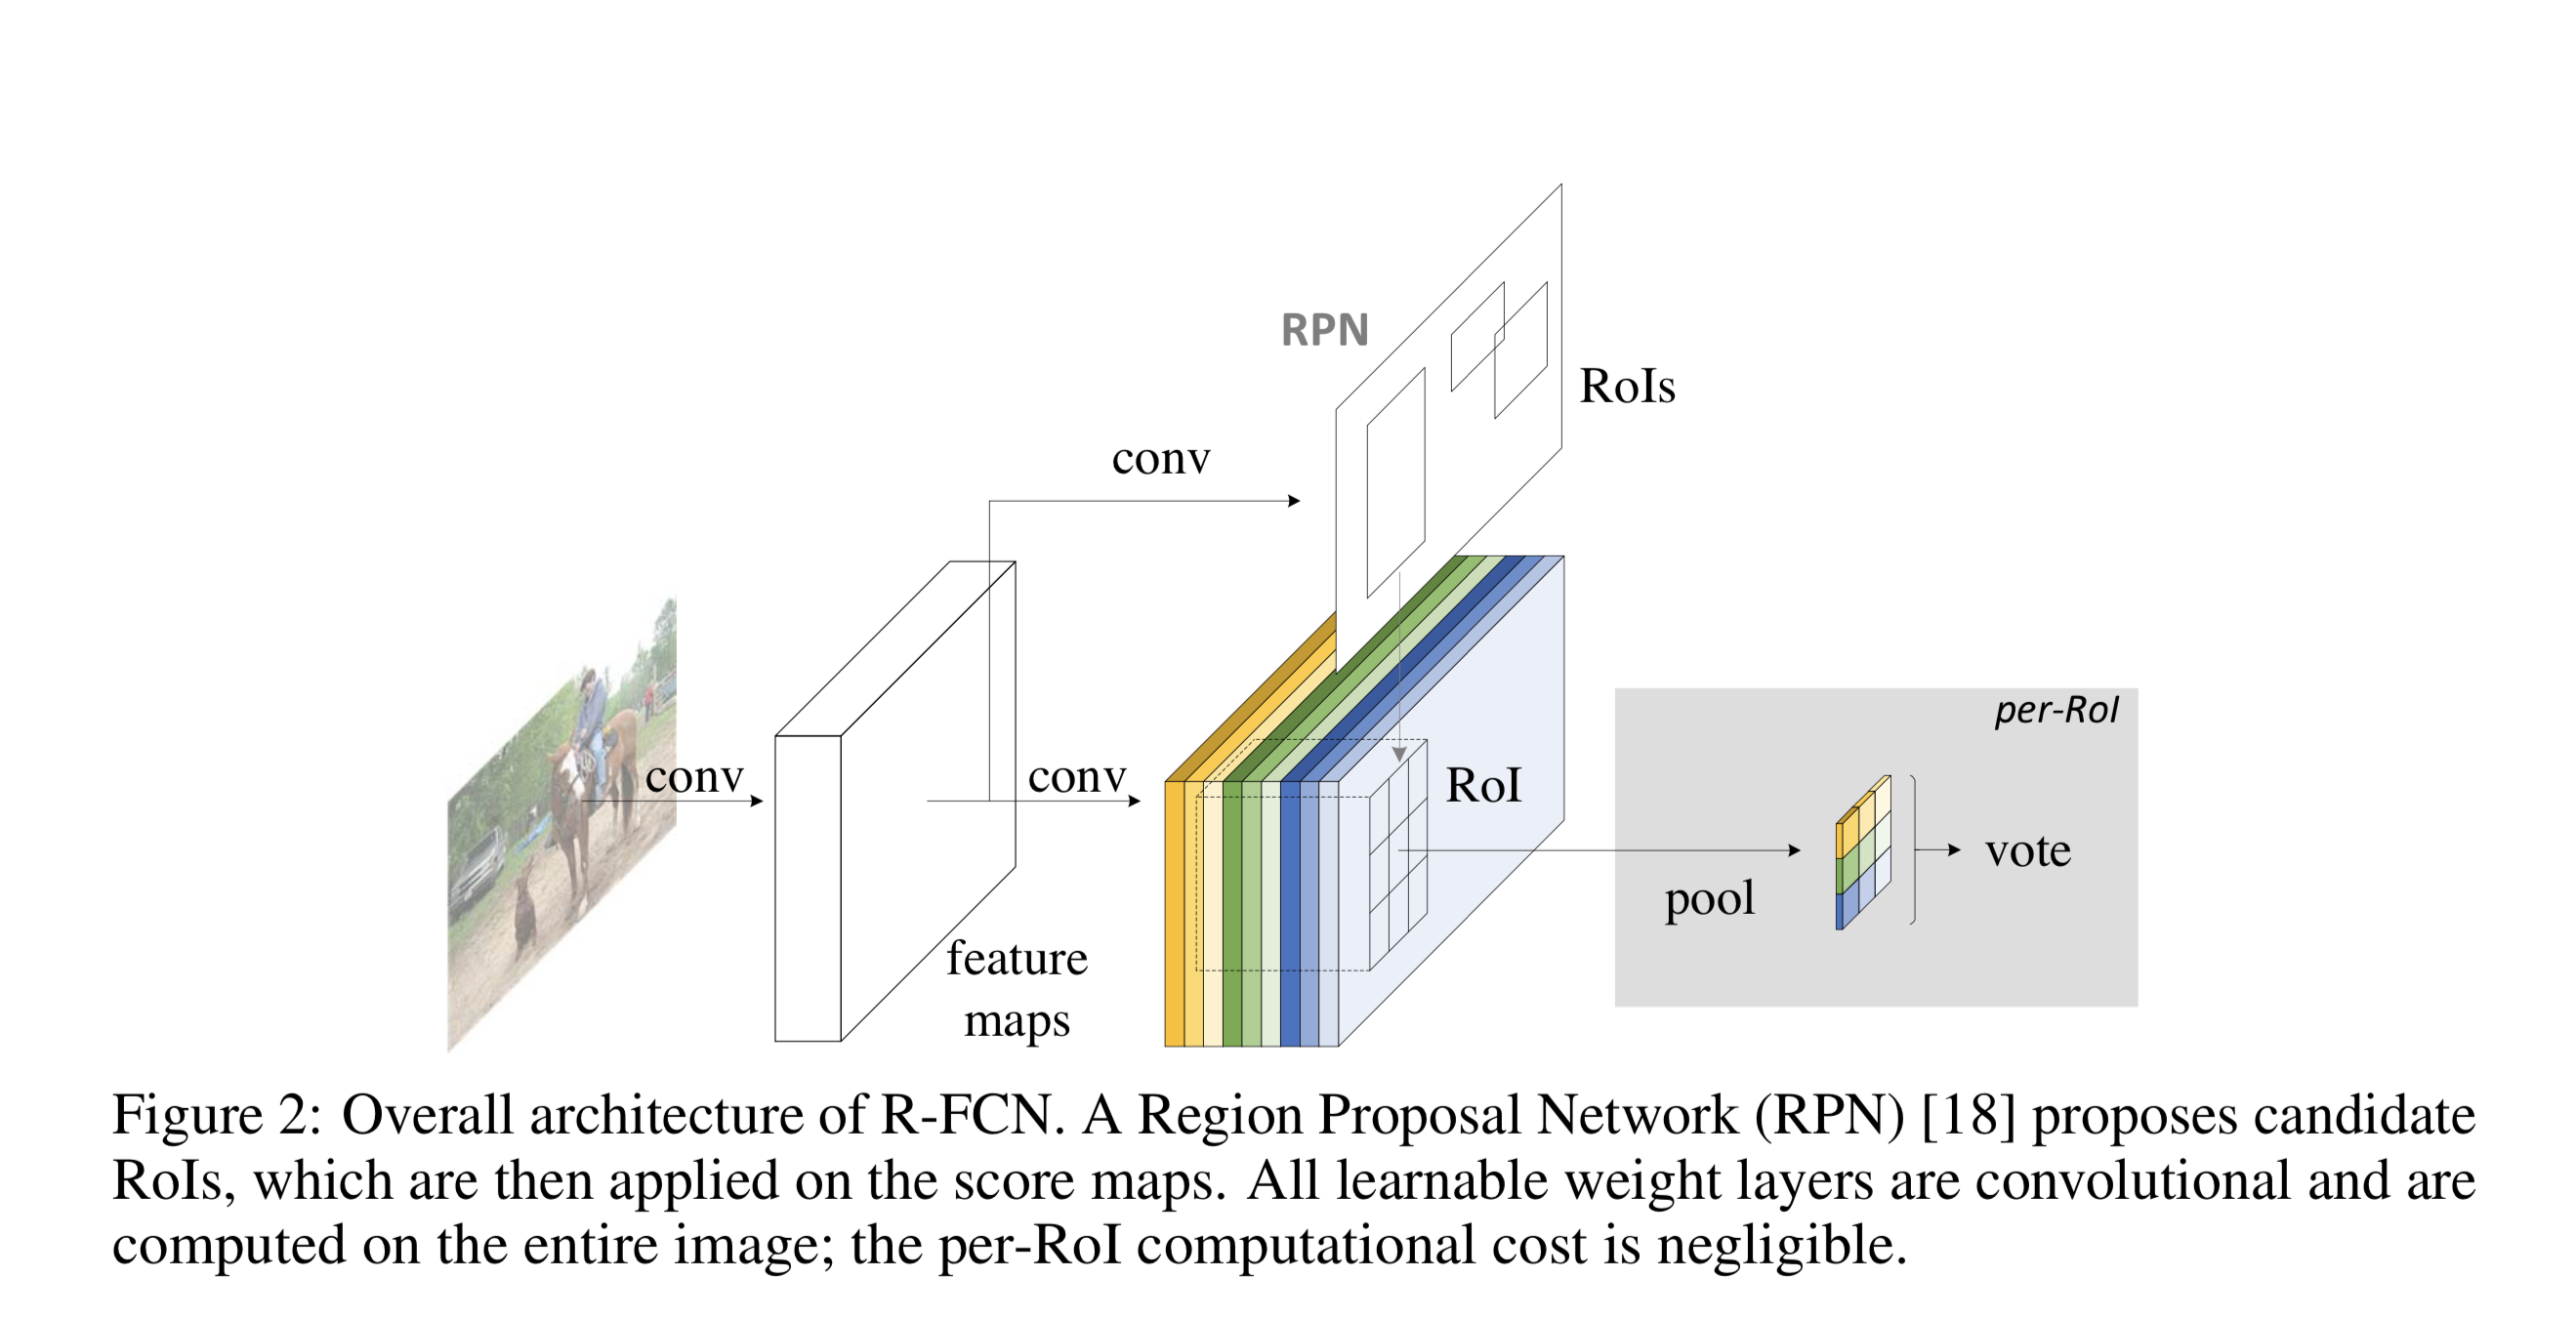 RPN
RoIs
conv
conv
conv
RoI
per-RoI
pool
vote
feature
maps
Figure 2: Overall architecture of R-FCN. A Region Proposal Network (RPN) [18] proposes candidate
RoIs, which are then applied on the score maps. All learnable weight layers are convolutional and are
computed on the entire image; the per-RoI computational cost is negligible.